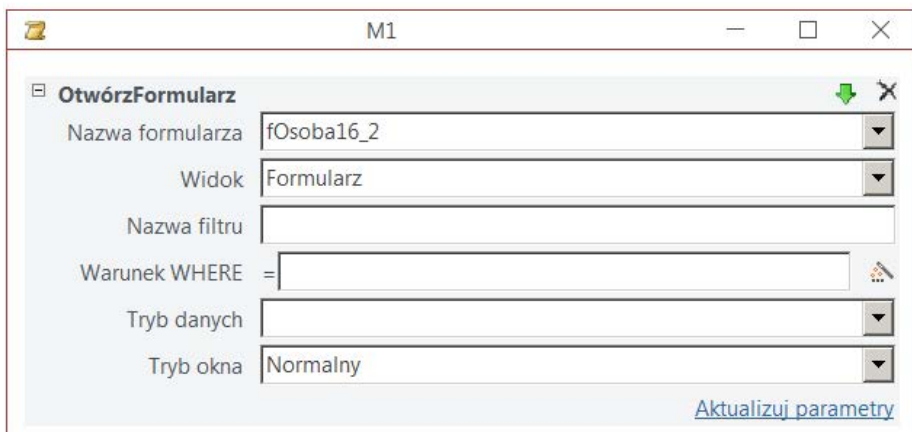 M1
OtwórzFormularz
Nazwa formularza fOsoba16_2
Widok Formularz
Nazwa filtru
Warunek WHERE =
Tryb danych
Tryb okna Normalny
Aktualizuj parametry